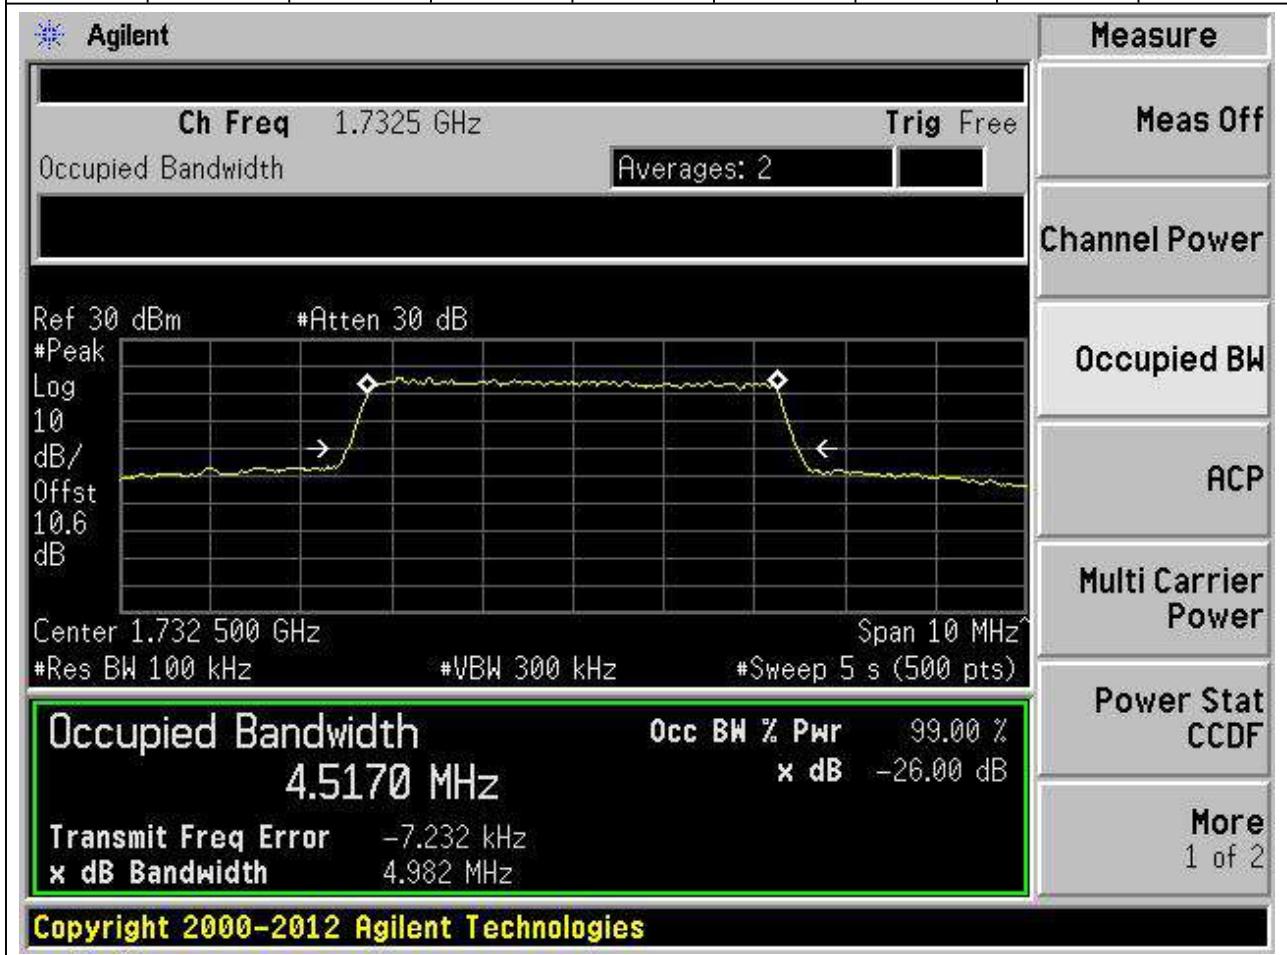 Agilent
Measure
Ch Freq 1.7325 GHz Trig Free
Occupied Bandwidth Averages: 2
Ref 30 dBm #Atten 30 dB
#Peak
Log
10
dB/
Offst
10.6
dB
Center 1.732 500 GHz Span 10 MHz^
#Res BW 100 kHz #VBW 300 kHz #Sweep 5 s (500 pts)
Occupied Bandwidth
4.5170 MHz
Occ BW % Pwr 99.00 %
x dB -26.00 dB
Transmit Freq Error -7.232 kHz
x dB Bandwidth 4.982 MHz
Meas Off
Channel Power
Occupied BW
ACP
Multi Carrier
Power
Power Stat
CCDF
More
1 of 2
Copyright 2000-2012 Agilent Technologies